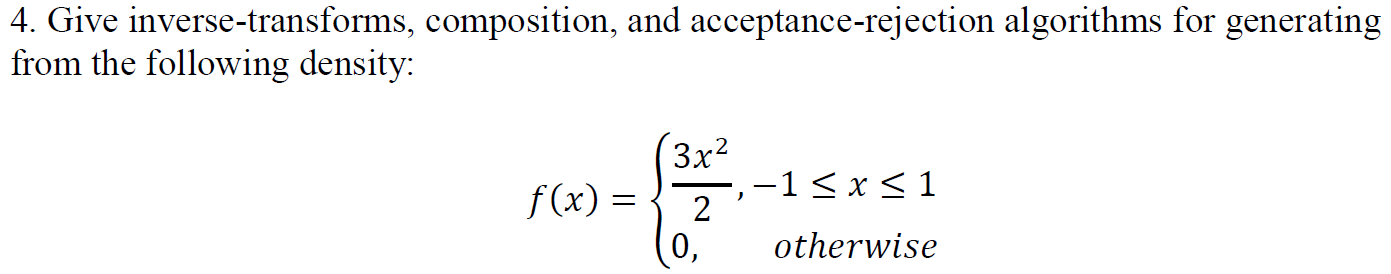 4. Give inverse-transforms, composition, and acceptance-rejection algorithms for generating
from the following density:
f(x) = { 3x² / 2 , −1 ≤ x ≤ 1
0, otherwise